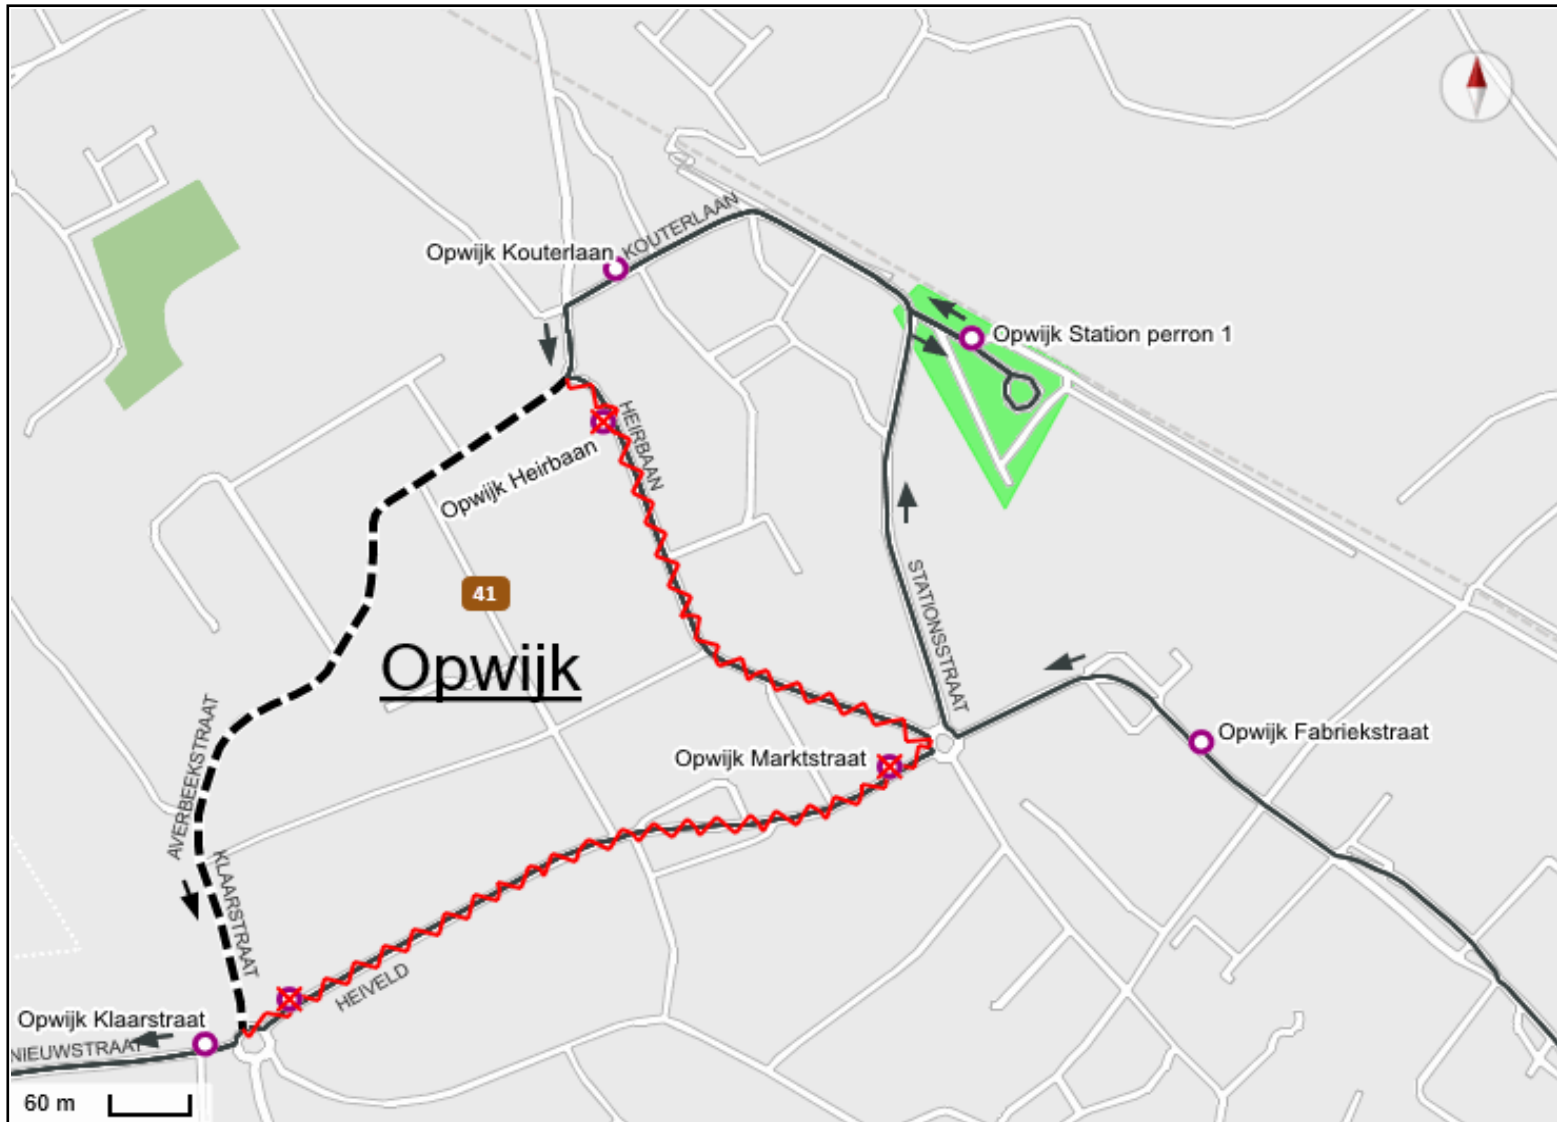 KOUTERLAAN
Opwijk Kouterlaan
Opwijk Station perron 1
HEIRBAAN
Opwijk Heirbaan
41
Opwijk
STATIONSSTRAAT
AVERBEEKSTRAAT
Opwijk Fabriekstraat
Opwijk Marktstraat
KLAARSTRAAT
HEIVELD
Opwijk Klaarstraat
NIEUWSTRAAT
60 m